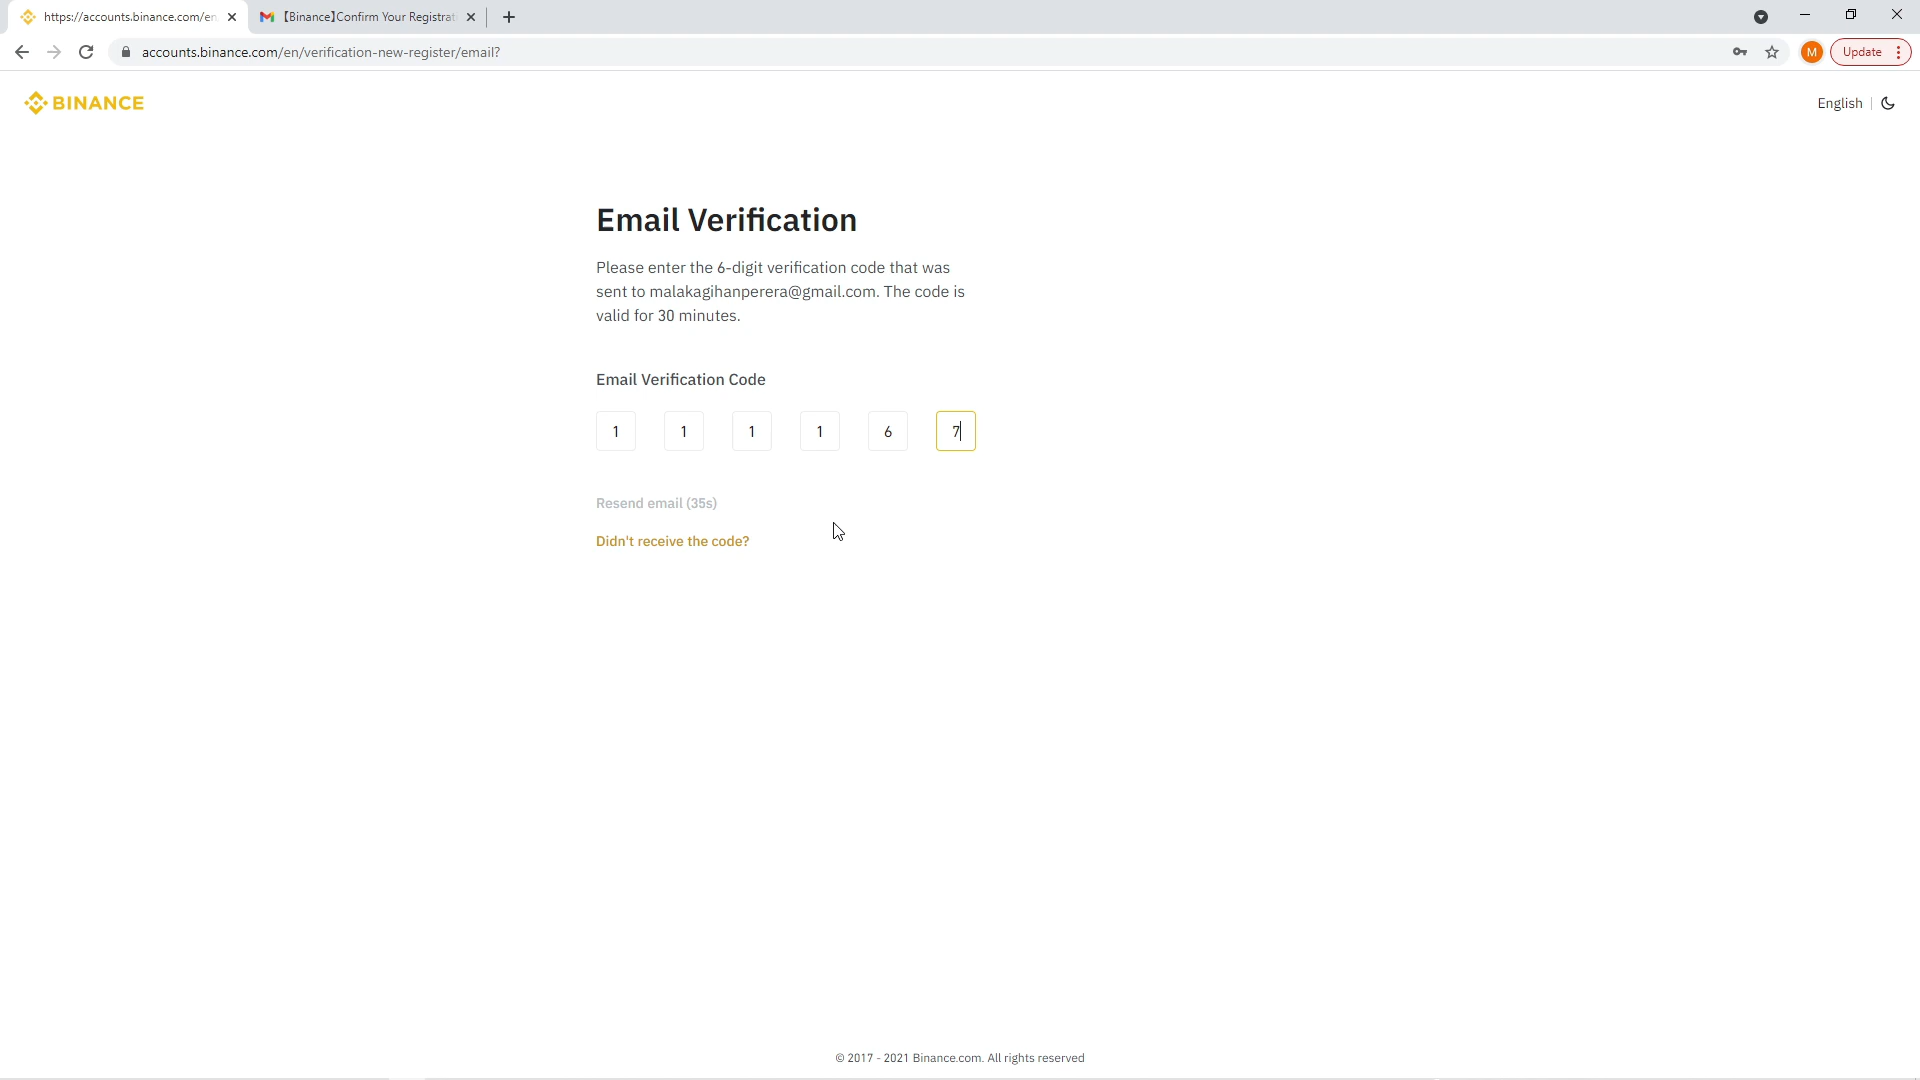 https://accounts.binance.com/en
【Binance】Confirm Your Registrat
accounts.binance.com/en/verification-new-register/email?
M
Update
BINANCE
English
Email Verification
Please enter the 6-digit verification code that was
sent to malakagihanperera@gmail.com. The code is
valid for 30 minutes.
Email Verification Code
1 1 1 1 6 7
Resend email (35s)
Didn't receive the code?
© 2017 - 2021 Binance.com. All rights reserved